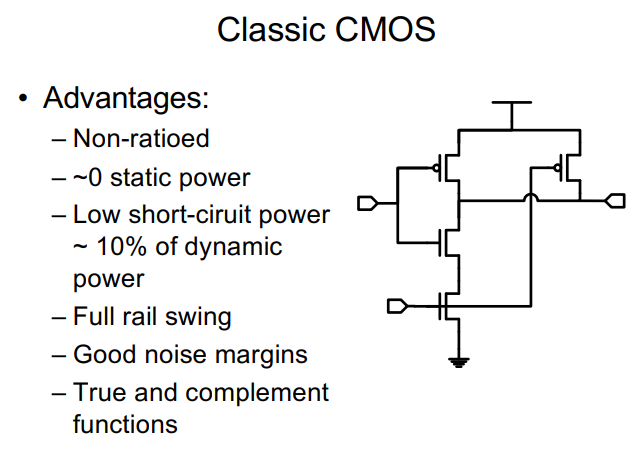 Classic CMOS
• Advantages:
– Non-ratioed
– ~0 static power
– Low short-ciruit power
~ 10% of dynamic
power
– Full rail swing
– Good noise margins
– True and complement
functions